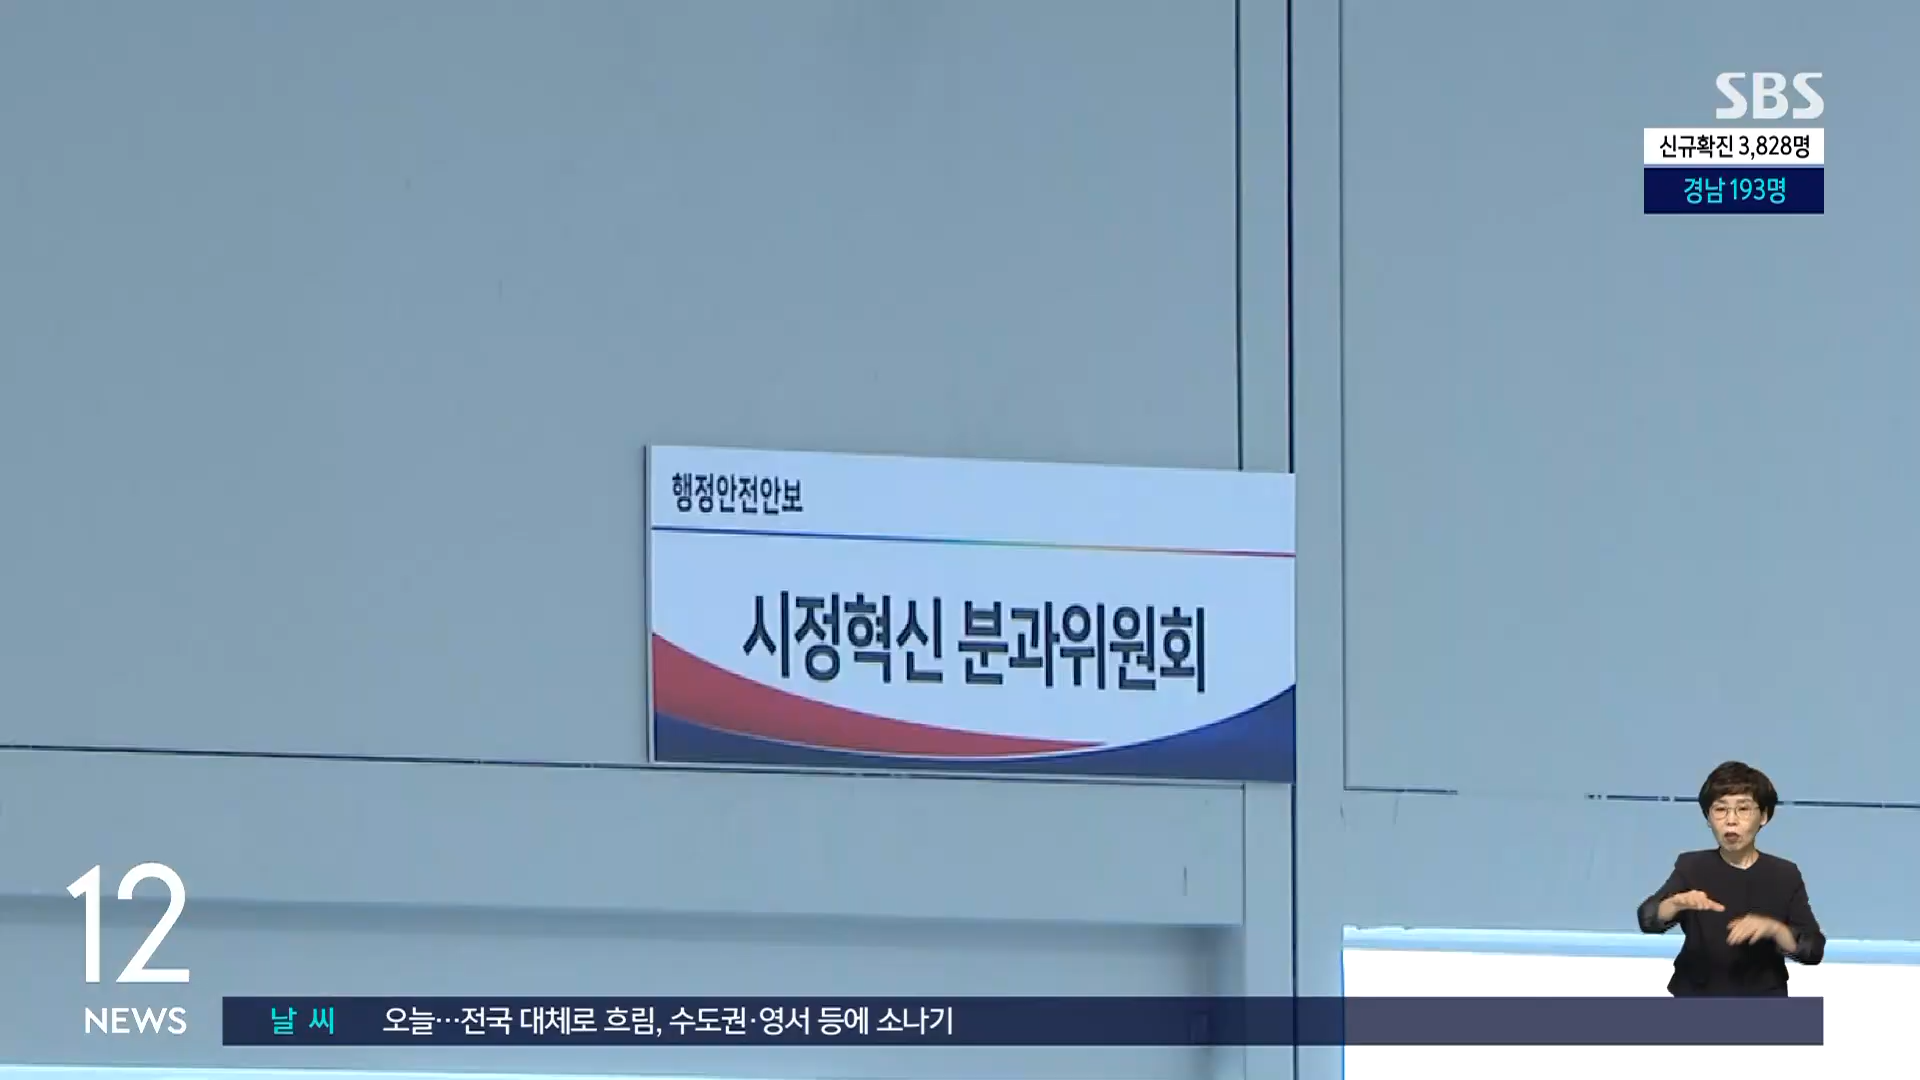 SBS
신규확진 3,828명
경남 193명
행정안전안보
시정혁신 분과위원회
12
NEWS
날 씨 오늘…전국 대체로 흐림, 수도권·영서 등에 소나기